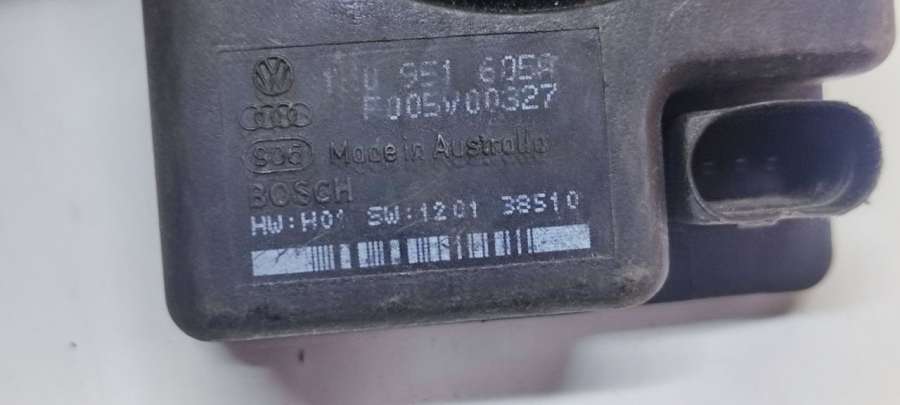 951 605A
F005V00327
Made in Australia
BOSCH
HW:H01 SW:1201 38510